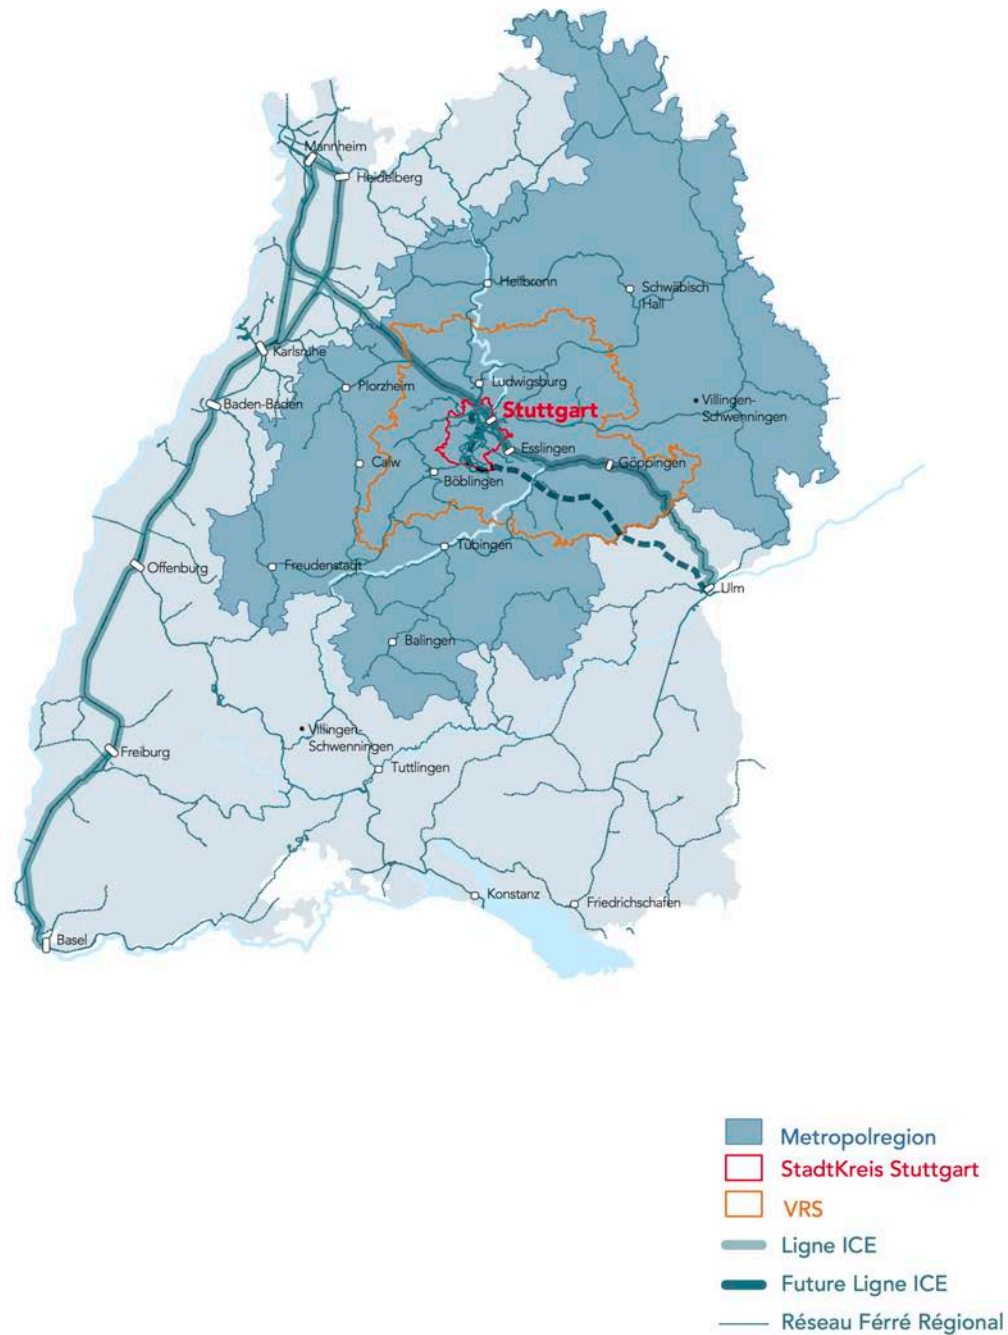 Mannheim
Heidelberg
Heilbronn
Schwäbisch
Hall
Karlsruhe
Plorzheim
Ludwigsburg
Baden-Baden
Stuttgart
Villingen-
Schwenningen
Esslingen
Calw
Göppingen
Böblingen
Tübingen
Offenburg
Freudenstadt
Ulm
Balingen
Villingen-
Schwenningen
Freiburg
Tuttlingen
Konstanz
Friedrichschafen
Basel
Metropolregion
StadtKreis Stuttgart
VRS
Ligne ICE
Future Ligne ICE
Réseau Férré Régional